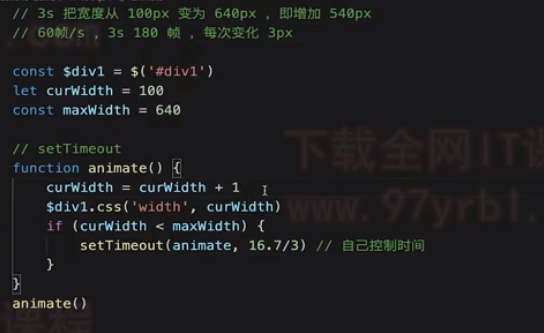 // 3s 把宽度从 100px 变为 640px , 即增加 540px
// 60帧/s , 3s 180 帧 , 每次变化 3px
const $div1 = $('#div1')
let curWidth = 100
const maxWidth = 640
// setTimeout
function animate() {
curWidth = curWidth + 1
$div1.css('width', curWidth)
if (curWidth < maxWidth) {
setTimeout(animate, 16.7/3) // 自己控制时间
}
}
animate()
下载全网IT课
www.97yrbl.
com
课程